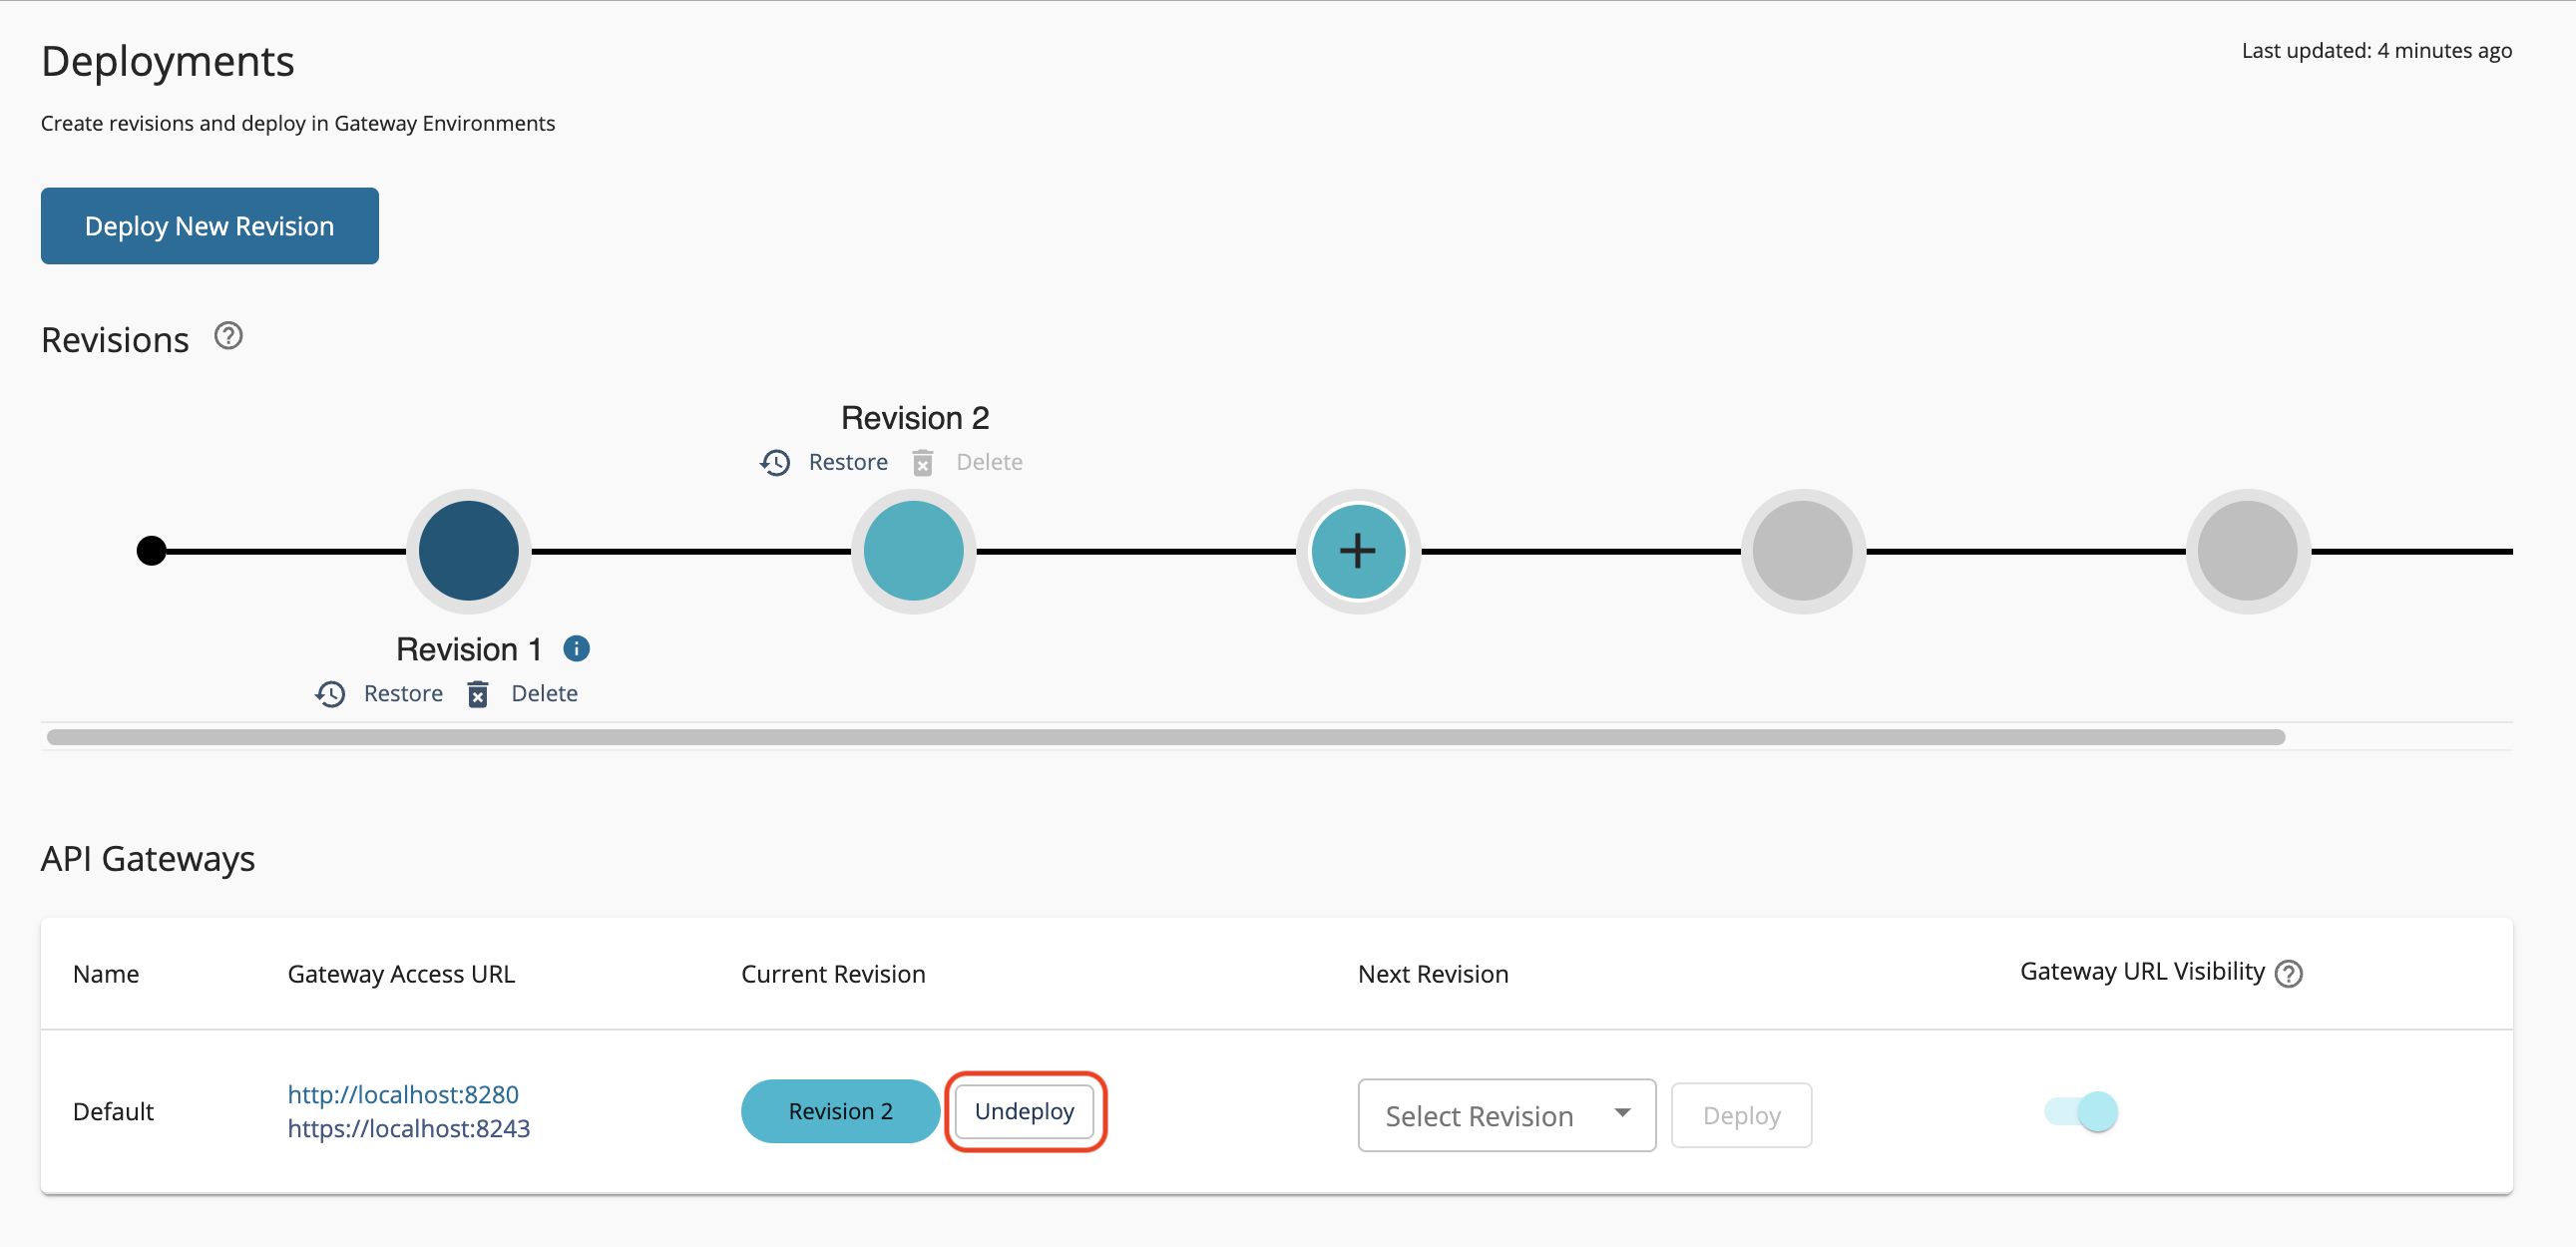 Deployments
Last updated: 4 minutes ago
Create revisions and deploy in Gateway Environments
Deploy New Revision
Revisions
Revision 2
Restore Delete
Revision 1
Restore Delete
API Gateways
Name Gateway Access URL Current Revision Next Revision Gateway URL Visibility
Default http://localhost:8280 Revision 2 Undeploy Select Revision Deploy
https://localhost:8243